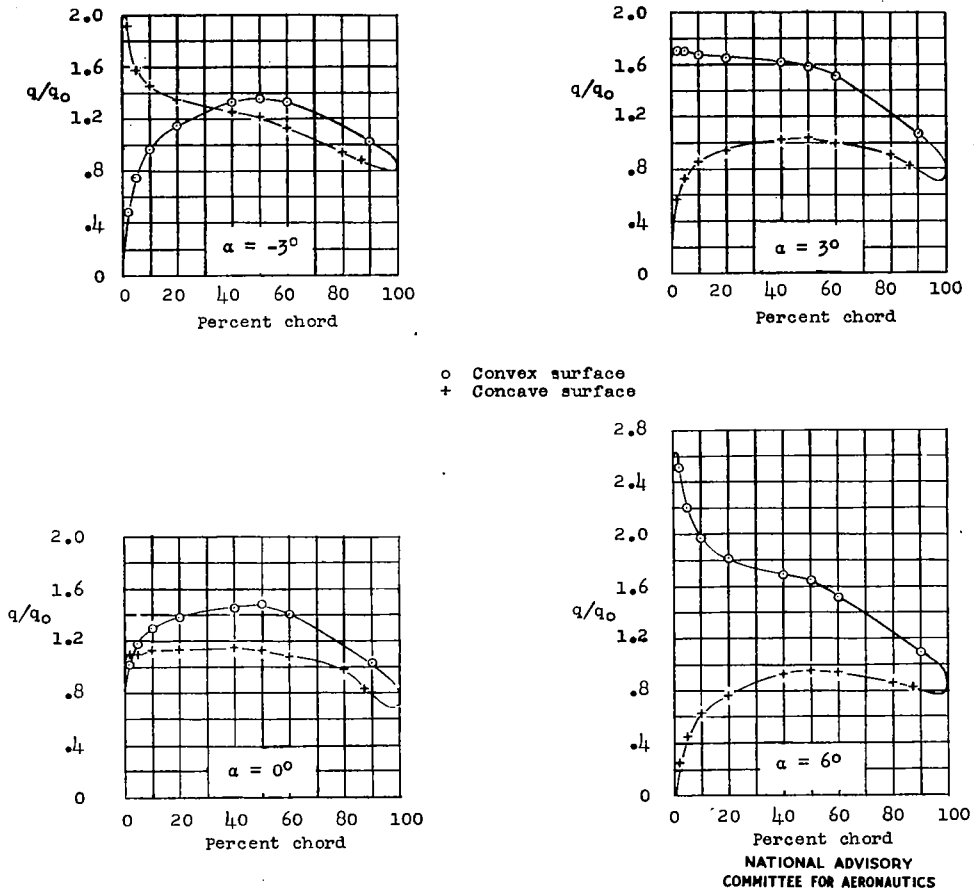 2.0
1.6
q/q₀
1.2
.8
.4
0
α = -3°
0 20 40 60 80 100
Percent chord
2.0
1.6
q/q₀
1.2
.8
.4
0
α = 3°
0 20 40 60 80 100
Percent chord
o Convex surface
+ Concave surface
2.0
1.6
q/q₀
1.2
.8
.4
0
α = 0°
0 20 40 60 80 100
Percent chord
2.8
2.4
2.0
1.6
q/q₀
1.2
.8
.4
0
α = 6°
0 20 40 60 80 100
Percent chord
NATIONAL ADVISORY
COMMITTEE FOR AERONAUTICS